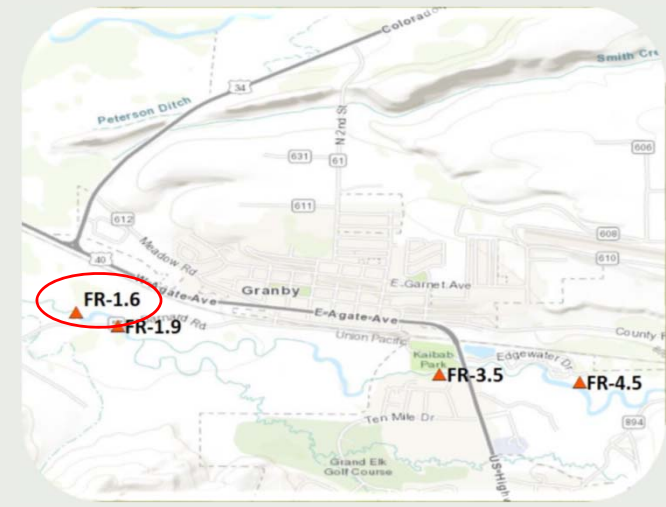 Colorado
Smith Cre
34
Peterson Ditch
N 2nd St
631
61
606
611
612
608
Meadow Rd
610
40
W-Agate-Ave
Granby
E-Garnet Ave
FR-1.6
E-Agate-Ave
FR-1.9
Union Pacific
County
Kaibab
Park
Edgewater Dr
FR-3.5
FR-4.5
Ten Mile Dr
894
Grand Elk
Golf Course
US-Highw